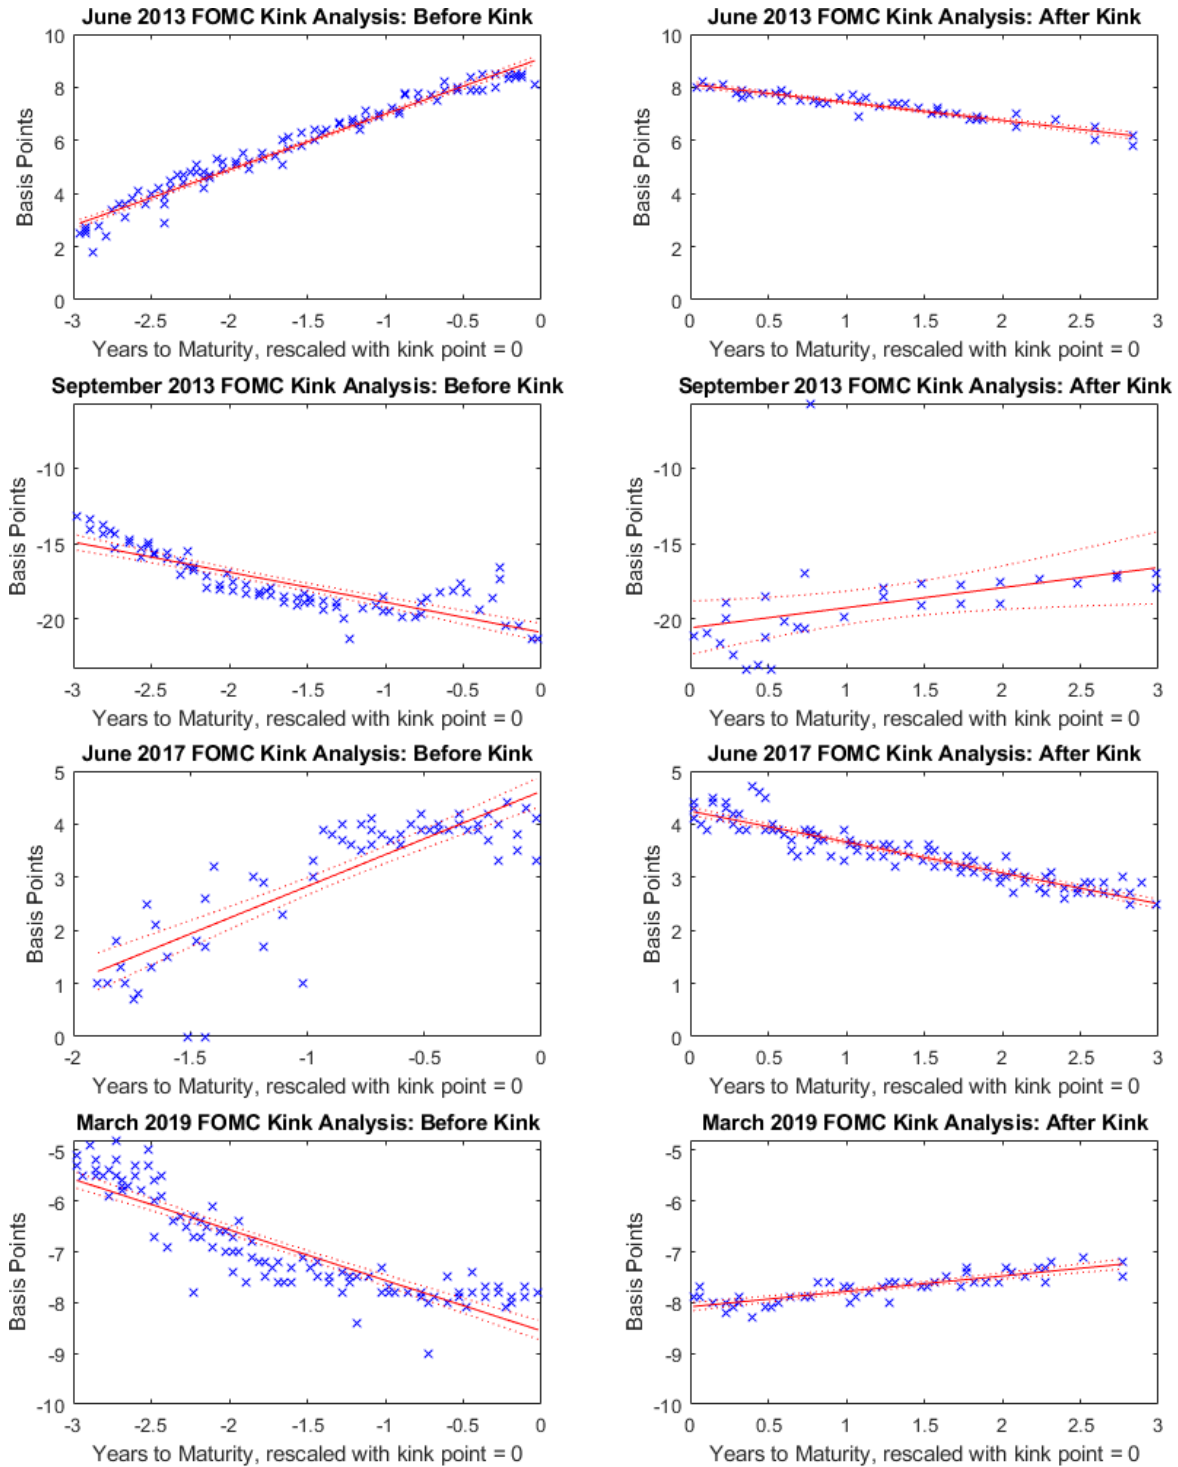 June 2013 FOMC Kink Analysis: Before Kink
10
8
6
4
2
0
Basis Points
-3 -2.5 -2 -1.5 -1 -0.5 0
Years to Maturity, rescaled with kink point = 0
June 2013 FOMC Kink Analysis: After Kink
10
8
6
4
2
0
Basis Points
0 0.5 1 1.5 2 2.5 3
Years to Maturity, rescaled with kink point = 0
September 2013 FOMC Kink Analysis: Before Kink
-10
-15
-20
Basis Points
-3 -2.5 -2 -1.5 -1 -0.5 0
Years to Maturity, rescaled with kink point = 0
September 2013 FOMC Kink Analysis: After Kink
-10
-15
-20
Basis Points
0 0.5 1 1.5 2 2.5 3
Years to Maturity, rescaled with kink point = 0
June 2017 FOMC Kink Analysis: Before Kink
5
4
3
2
1
0
Basis Points
-2 -1.5 -1 -0.5 0
Years to Maturity, rescaled with kink point = 0
June 2017 FOMC Kink Analysis: After Kink
5
4
3
2
1
0
Basis Points
0 0.5 1 1.5 2 2.5 3
Years to Maturity, rescaled with kink point = 0
March 2019 FOMC Kink Analysis: Before Kink
-5
-6
-7
-8
-9
-10
Basis Points
-3 -2.5 -2 -1.5 -1 -0.5 0
Years to Maturity, rescaled with kink point = 0
March 2019 FOMC Kink Analysis: After Kink
-5
-6
-7
-8
-9
-10
Basis Points
0 0.5 1 1.5 2 2.5 3
Years to Maturity, rescaled with kink point = 0